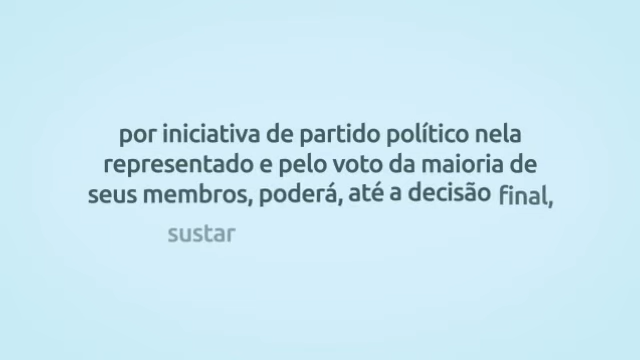 por iniciativa de partido político nela
representado e pelo voto da maioria de
seus membros, poderá, até a decisão final,
sustar